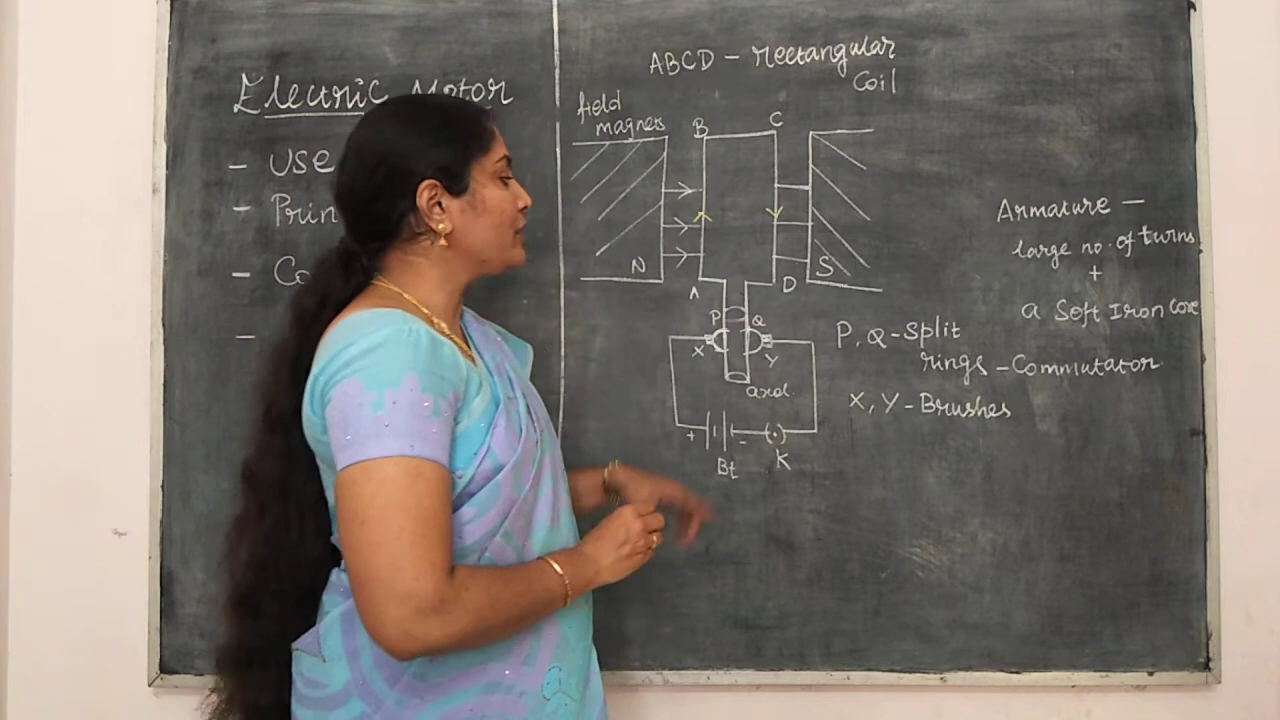 Electric Motor
- Use
- Prin
- Co
-
ABCD - Rectangular
Coil
field
magnets
B
C
N
S
A
D
P
Q
X
Y
axel
+
-
Bt
K
Armature -
large no. of turns
+
a Soft Iron Core
P, Q - Split
rings - Commutator
X, Y - Brushes